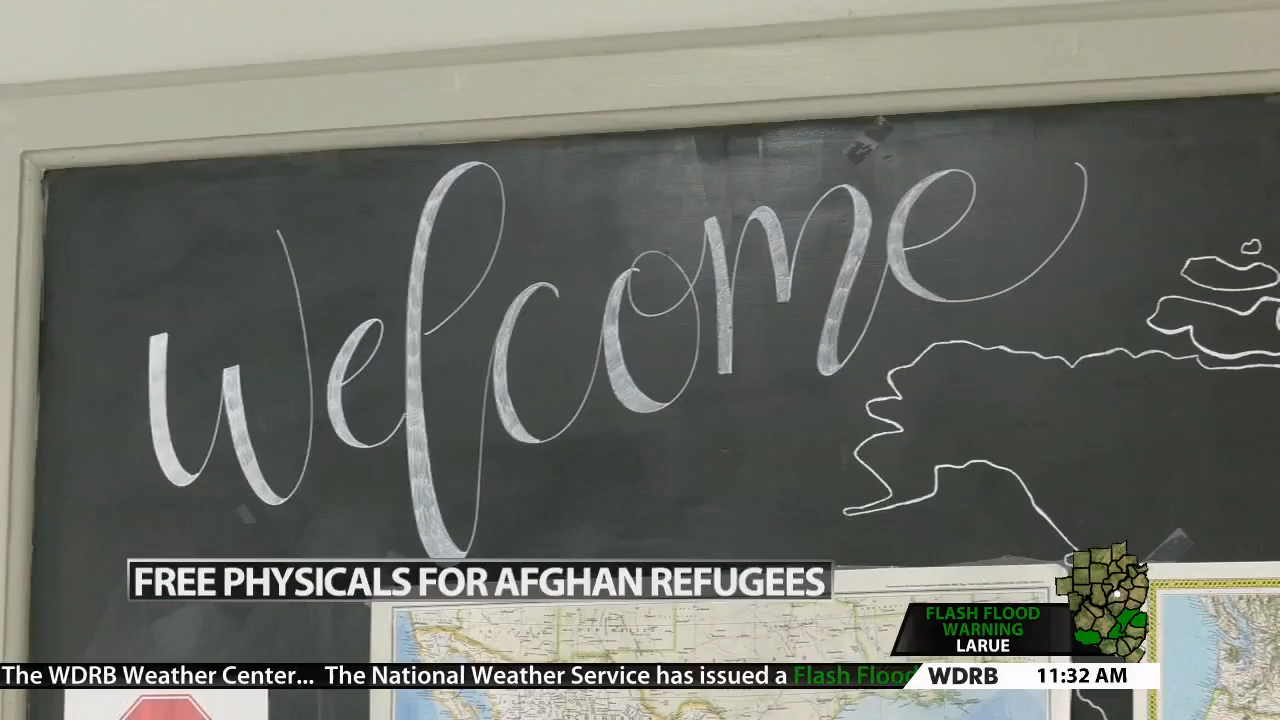 Welcome
FREE PHYSICALS FOR AFGHAN REFUGEES
FLASH FLOOD
WARNING
LARUE
The WDRB Weather Center... The National Weather Service has issued a Flash Flood
WDRB 11:32 AM